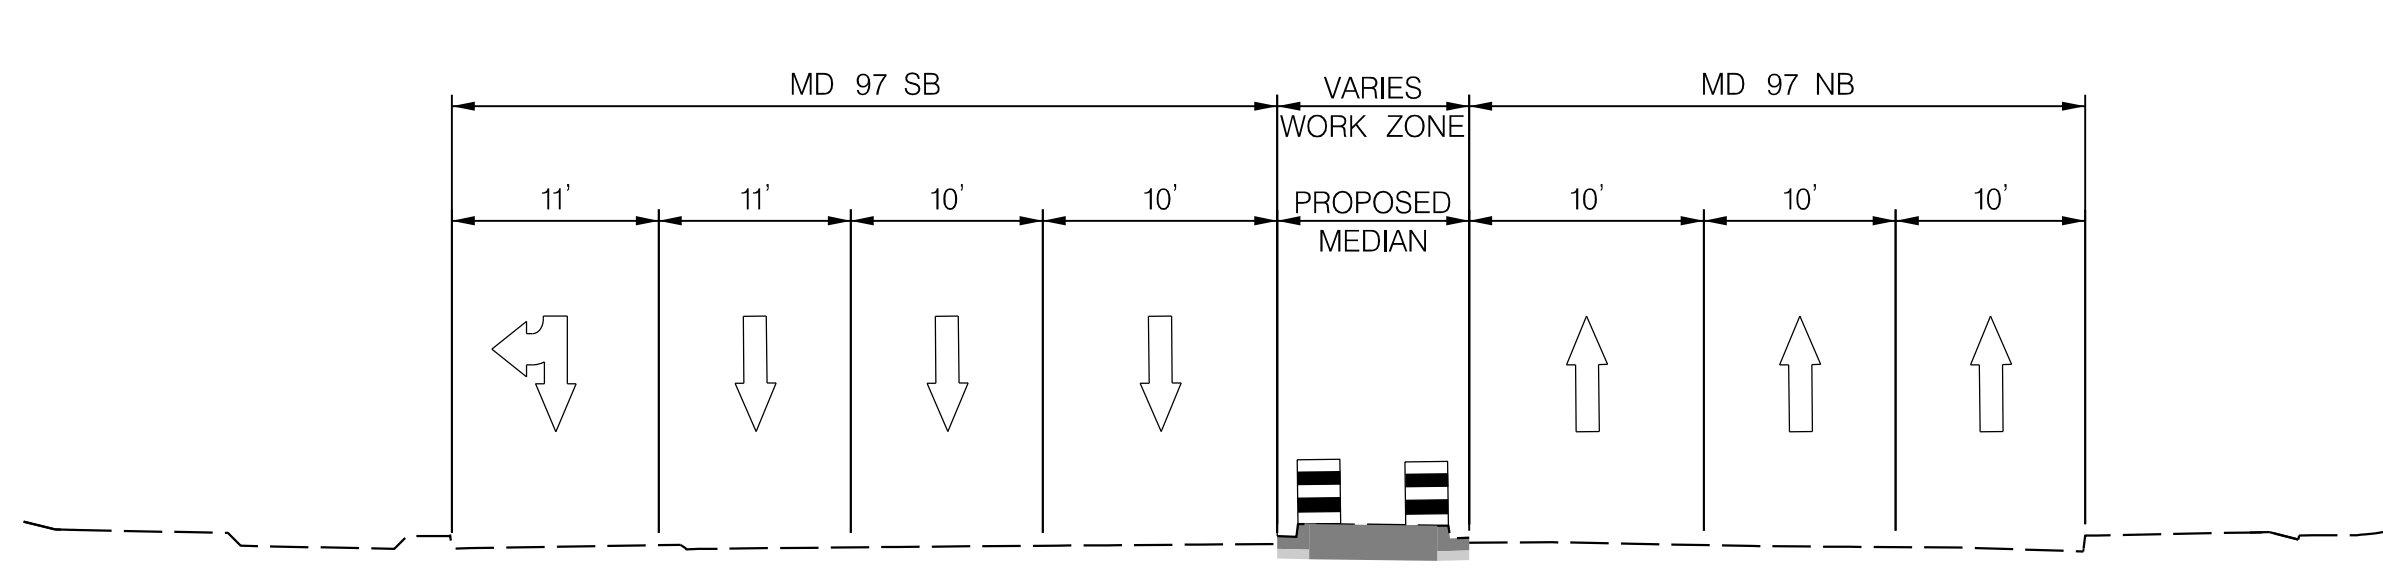 MD 97 SB
VARIES
WORK ZONE
MD 97 NB
11'
11'
10'
10'
PROPOSED
MEDIAN
10'
10'
10'